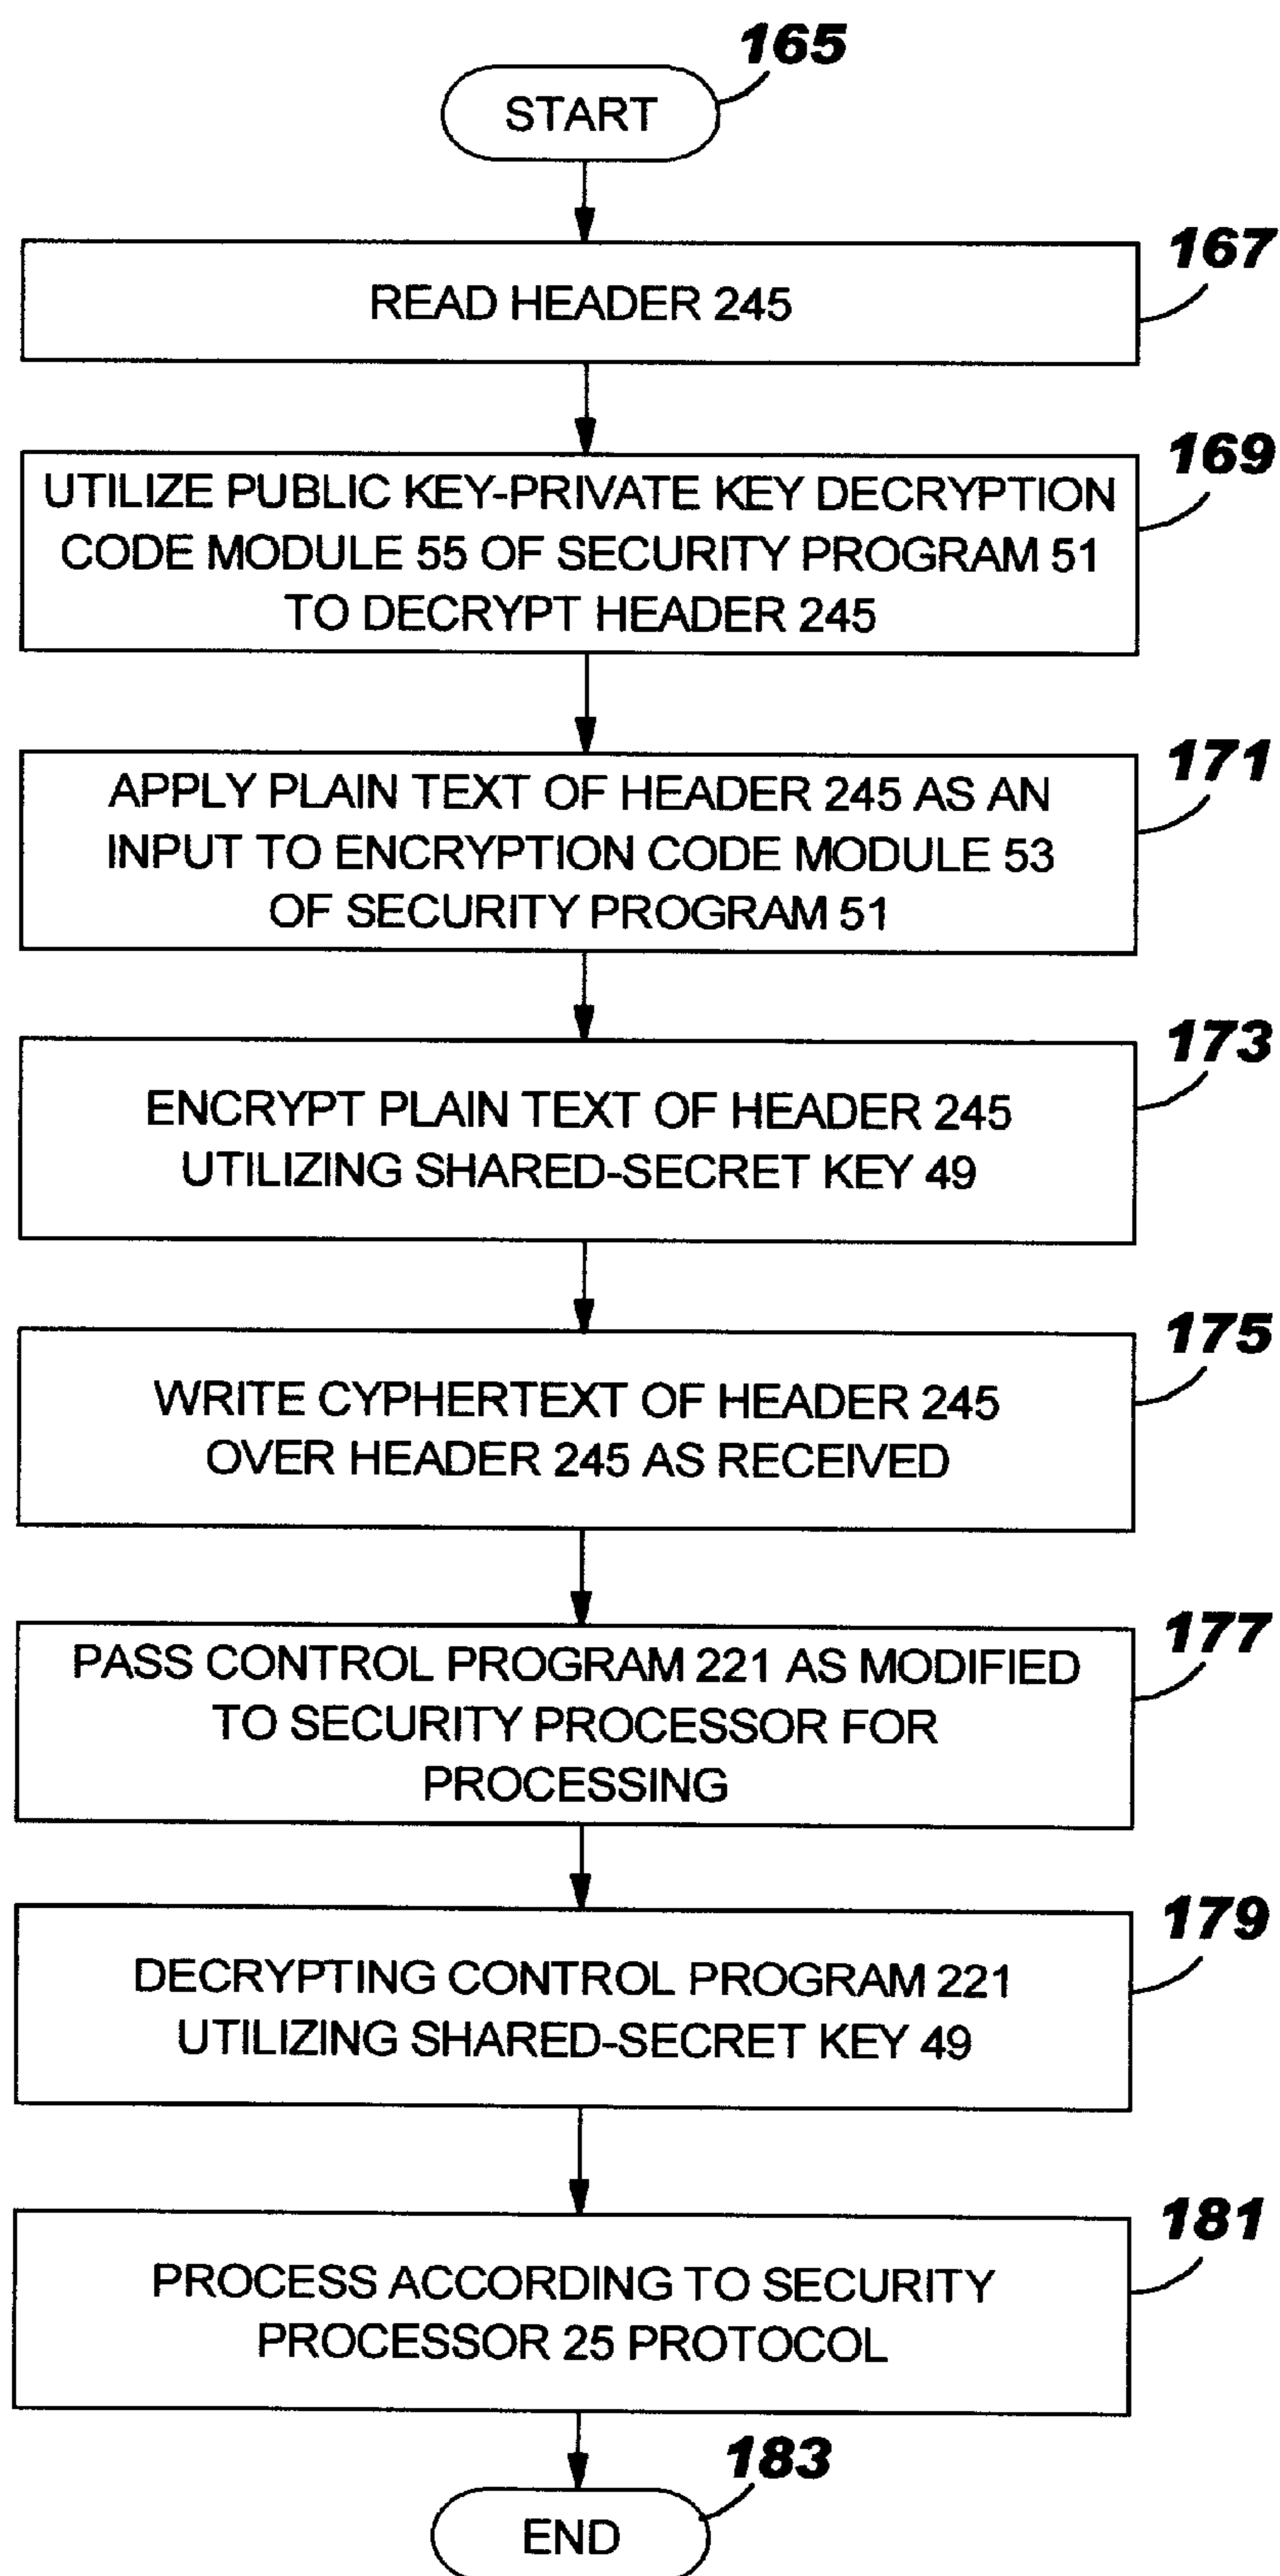 165
START
167
READ HEADER 245
169
UTILIZE PUBLIC KEY-PRIVATE KEY DECRYPTION
CODE MODULE 55 OF SECURITY PROGRAM 51
TO DECRYPT HEADER 245
171
APPLY PLAIN TEXT OF HEADER 245 AS AN
INPUT TO ENCRYPTION CODE MODULE 53
OF SECURITY PROGRAM 51
173
ENCRYPT PLAIN TEXT OF HEADER 245
UTILIZING SHARED-SECRET KEY 49
175
WRITE CYPHERTEXT OF HEADER 245
OVER HEADER 245 AS RECEIVED
177
PASS CONTROL PROGRAM 221 AS MODIFIED
TO SECURITY PROCESSOR FOR
PROCESSING
179
DECRYPTING CONTROL PROGRAM 221
UTILIZING SHARED-SECRET KEY 49
181
PROCESS ACCORDING TO SECURITY
PROCESSOR 25 PROTOCOL
183
END